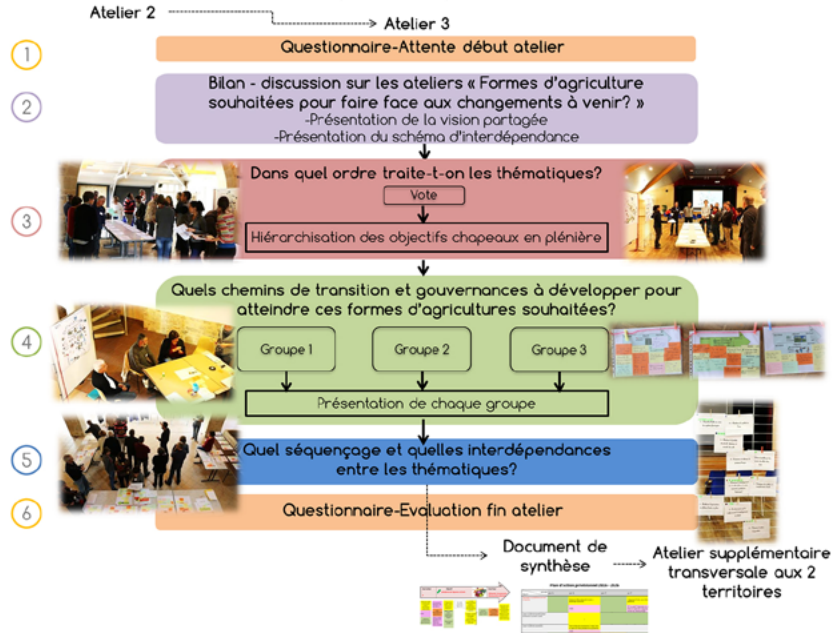 Atelier 2
Atelier 3
1
Questionnaire-Attente début atelier
2
Bilan - discussion sur les ateliers « Formes d'agriculture
souhaitées pour faire face aux changements à venir? »
-Présentation de la vision partagée
-Présentation du schéma d'interdépendance
3
Dans quel ordre traite-t-on les thématiques?
Vote
Hiérarchisation des objectifs chapeaux en plénière
4
Quels chemins de transition et gouvernances à développer pour
atteindre ces formes d'agricultures souhaitées?
Groupe 1
Groupe 2
Groupe 3
Présentation de chaque groupe
5
Quel séquençage et quelles interdépendances
entre les thématiques?
6
Questionnaire-Evaluation fin atelier
Document de
synthèse
Atelier supplémentaire
transversale aux 2
territoires